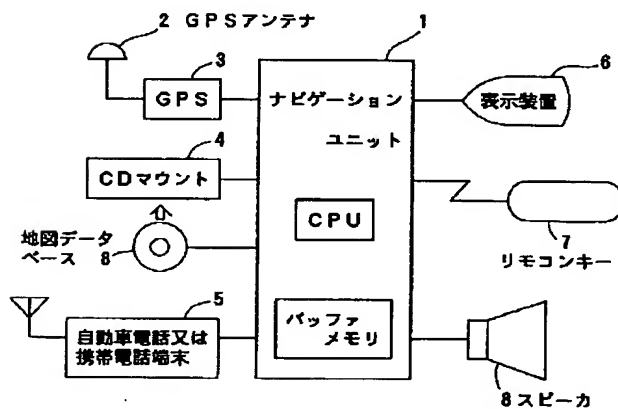 2 GPSアンテナ
1
3
GPS
ナビゲーション
ユニット
6
表示装置
4
CDマウント
CPU
地図データ
ベース 8
7
リモコンキー
5
自動車電話又は
携帯電話端末
バッファ
メモリ
8 スピーカ